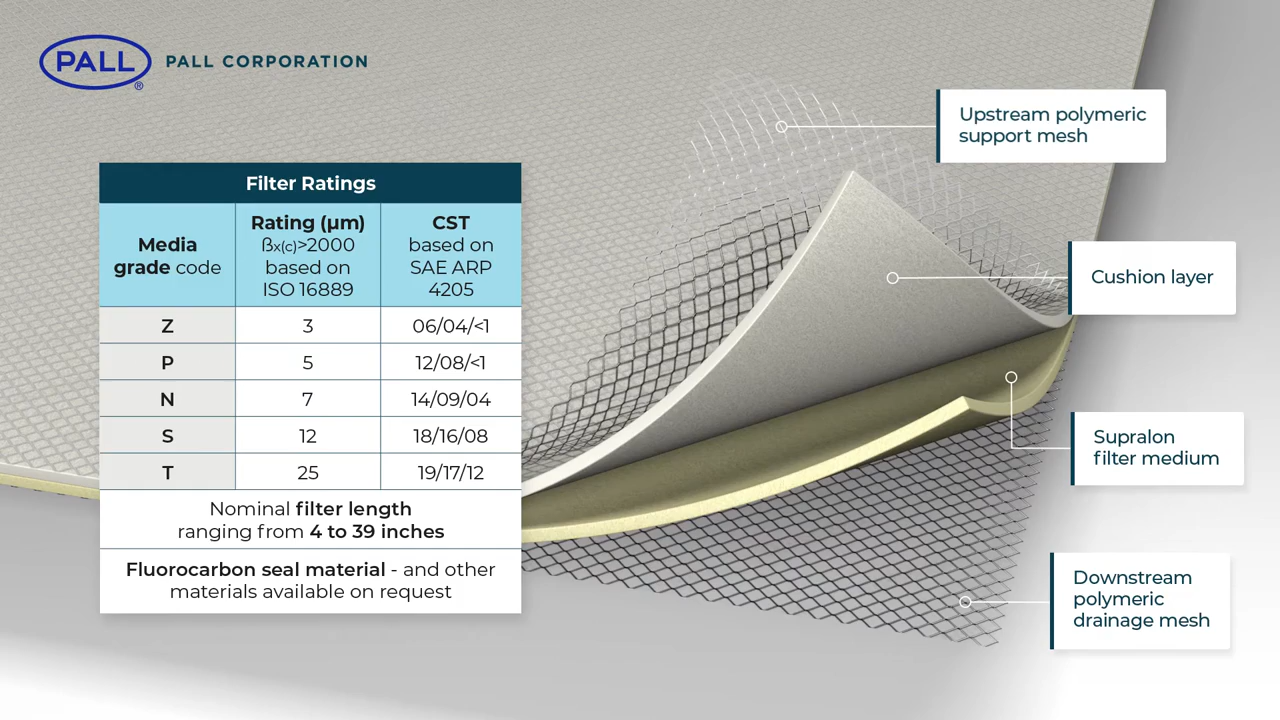 PALL
®
PALL CORPORATION
Filter Ratings
Media
grade code
Rating (µm)
ßx(c)>2000
based on
ISO 16889
CST
based on
SAE ARP
4205
Z 3 06/04/<1
P 5 12/08/<1
N 7 14/09/04
S 12 18/16/08
T 25 19/17/12
Nominal filter length
ranging from 4 to 39 inches
Fluorocarbon seal material - and other
materials available on request
Upstream polymeric
support mesh
Cushion layer
Supralon
filter medium
Downstream
polymeric
drainage mesh